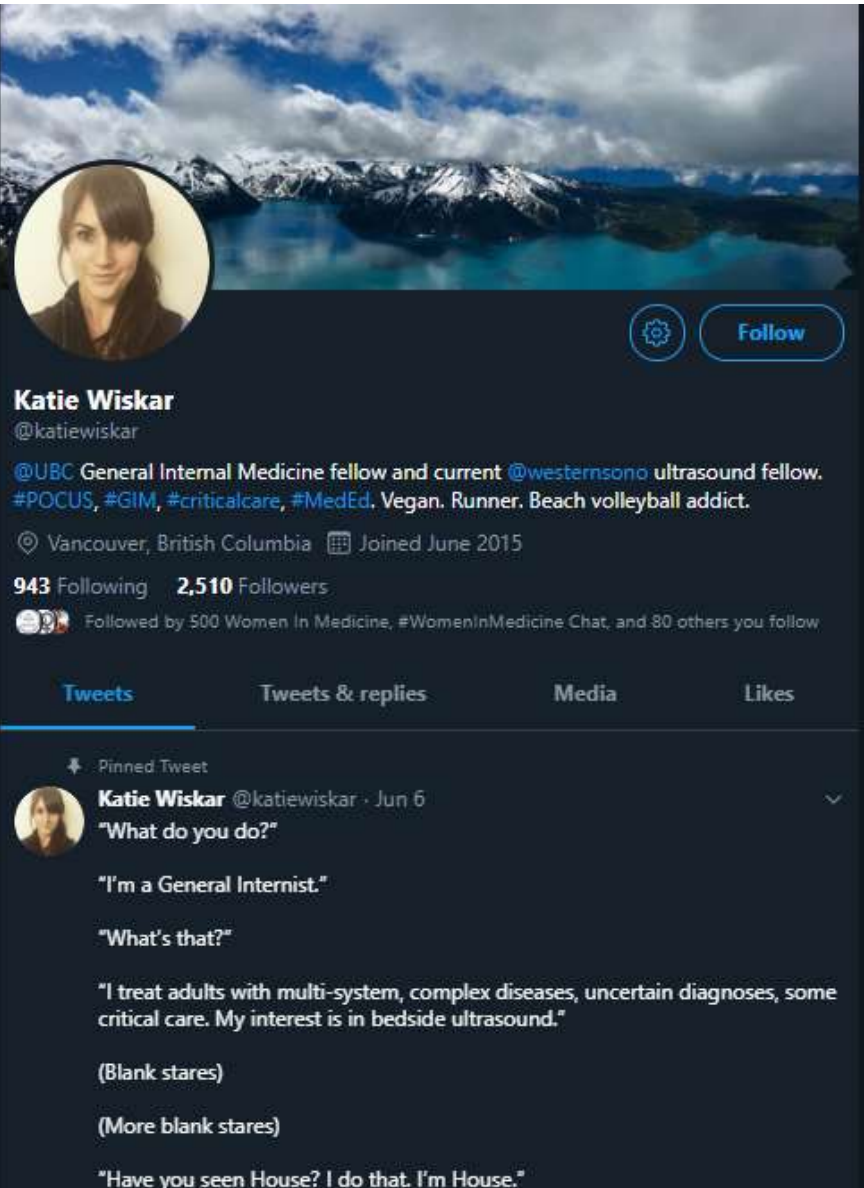 Follow
Katie Wiskar
@katiewiskar
@UBC General Internal Medicine fellow and current @westernsono ultrasound fellow.
#POCUS, #GIM, #criticalcare, #MedEd. Vegan. Runner. Beach volleyball addict.
Vancouver, British Columbia Joined June 2015
943 Following 2,510 Followers
Followed by 500 Women In Medicine, #WomenInMedicine Chat, and 80 others you follow
Tweets Tweets & replies Media Likes
Pinned Tweet
Katie Wiskar @katiewiskar · Jun 6
"What do you do?"
"I'm a General Internist."
"What's that?"
"I treat adults with multi-system, complex diseases, uncertain diagnoses, some
critical care. My interest is in bedside ultrasound."
(Blank stares)
(More blank stares)
"Have you seen House? I do that. I'm House."